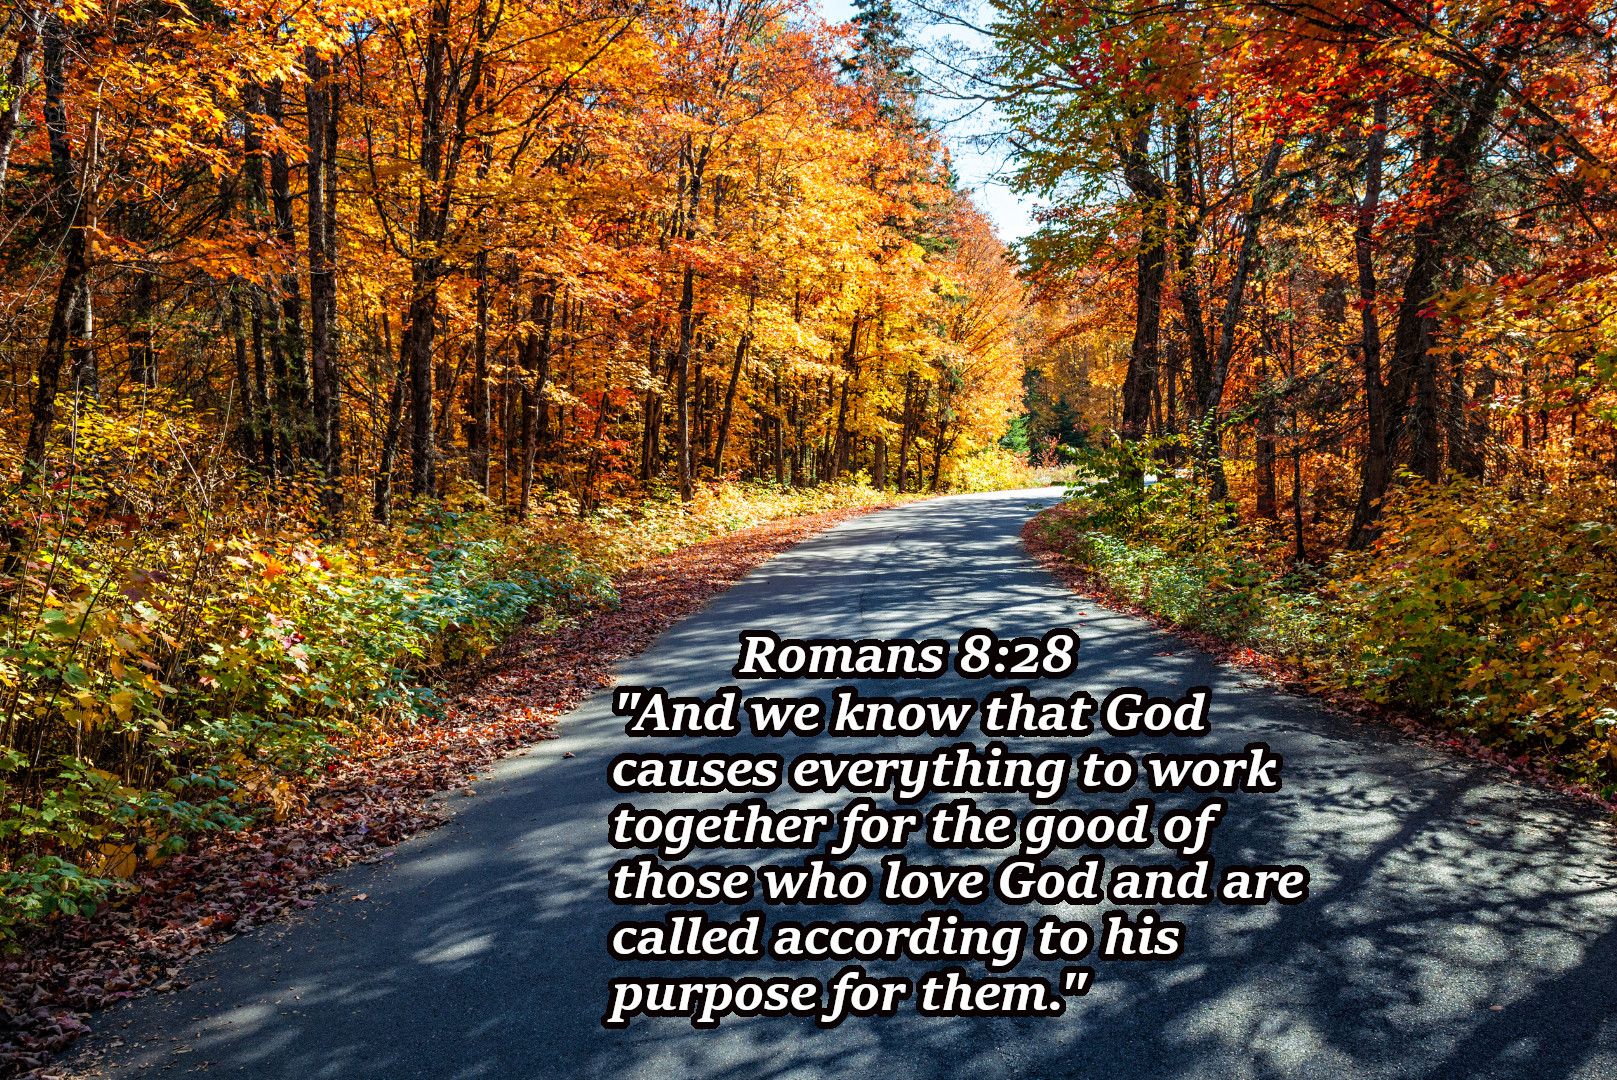 Romans 8:28
"And we know that God
causes everything to work
together for the good of
those who love God and are
called according to his
purpose for them."